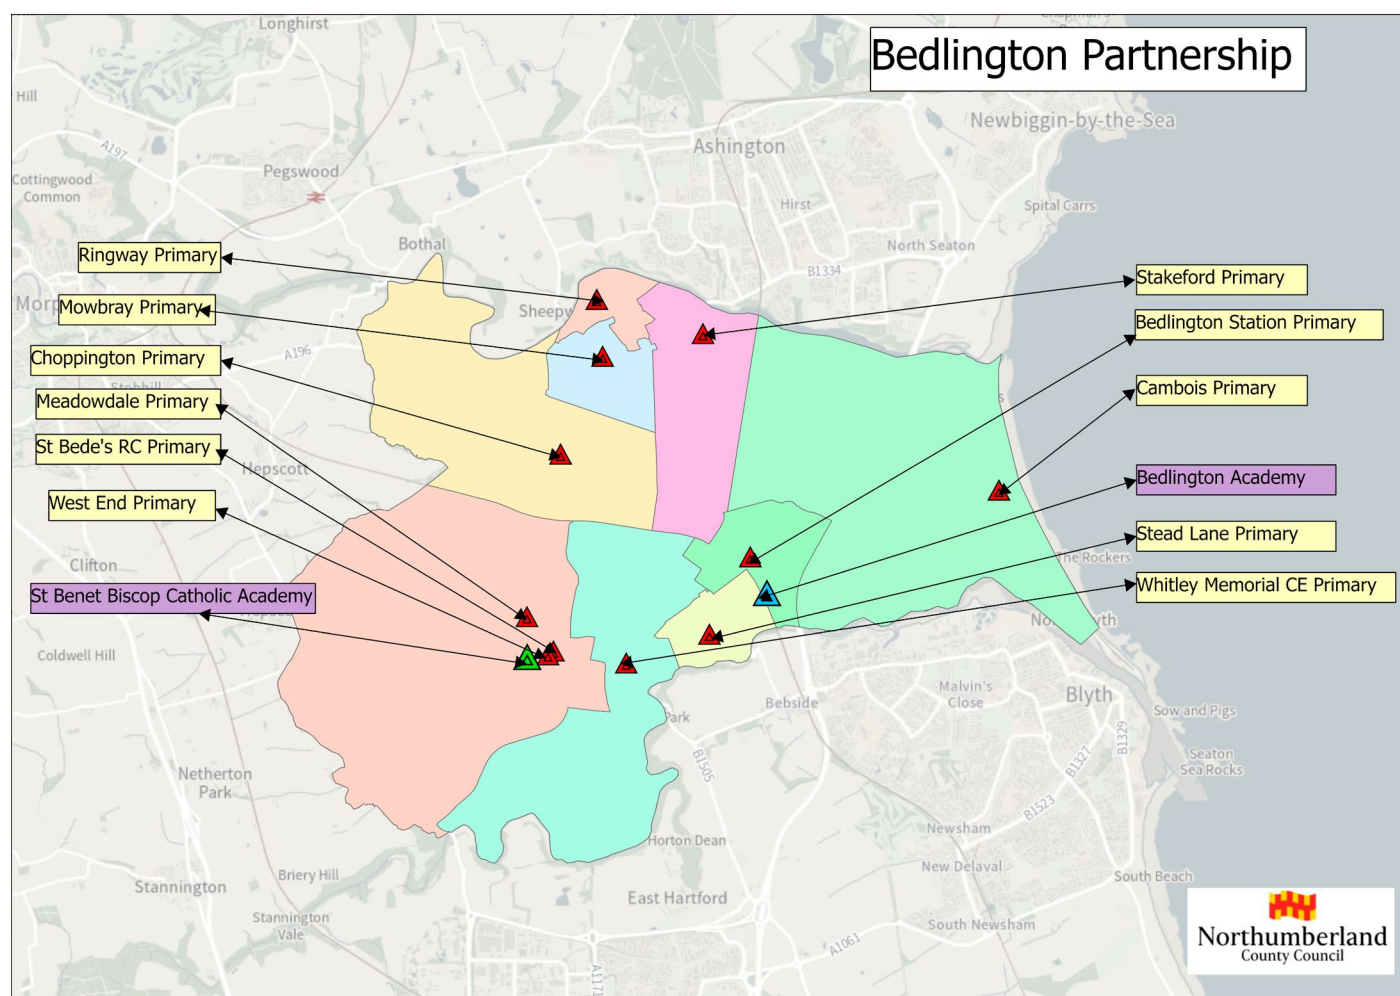 Longhirst
Bedlington Partnership
Hill
Newbiggin-by-the-Sea
A197
Ashington
Pegswood
Cottingwood
Common
Hirst
Spital Carrs
Bothal
North Seaton
Ringway Primary
B1334
Stakeford Primary
Mowbray Primary
Bedlington Station Primary
Choppington Primary
A196
Cambois Primary
Meadowdale Primary
St Bede's RC Primary
Hepscott
Bedlington Academy
West End Primary
Stead Lane Primary
The Rockers
Clifton
Whitley Memorial CE Primary
St Benet Biscop Catholic Academy
Coldwell Hill
Malvin's
Close
Blyth
Bebside
Park
Sow and Pigs
B1329
B1505
B1327
Seaton
Sea Rocks
Netherton
Park
B1523
Newsham
Horton Dean
New Delaval
Briery Hill
South Beach
Stannington
East Hartford
Stannington
Vale
South Newsham
A1061
A1171
Northumberland
County Council